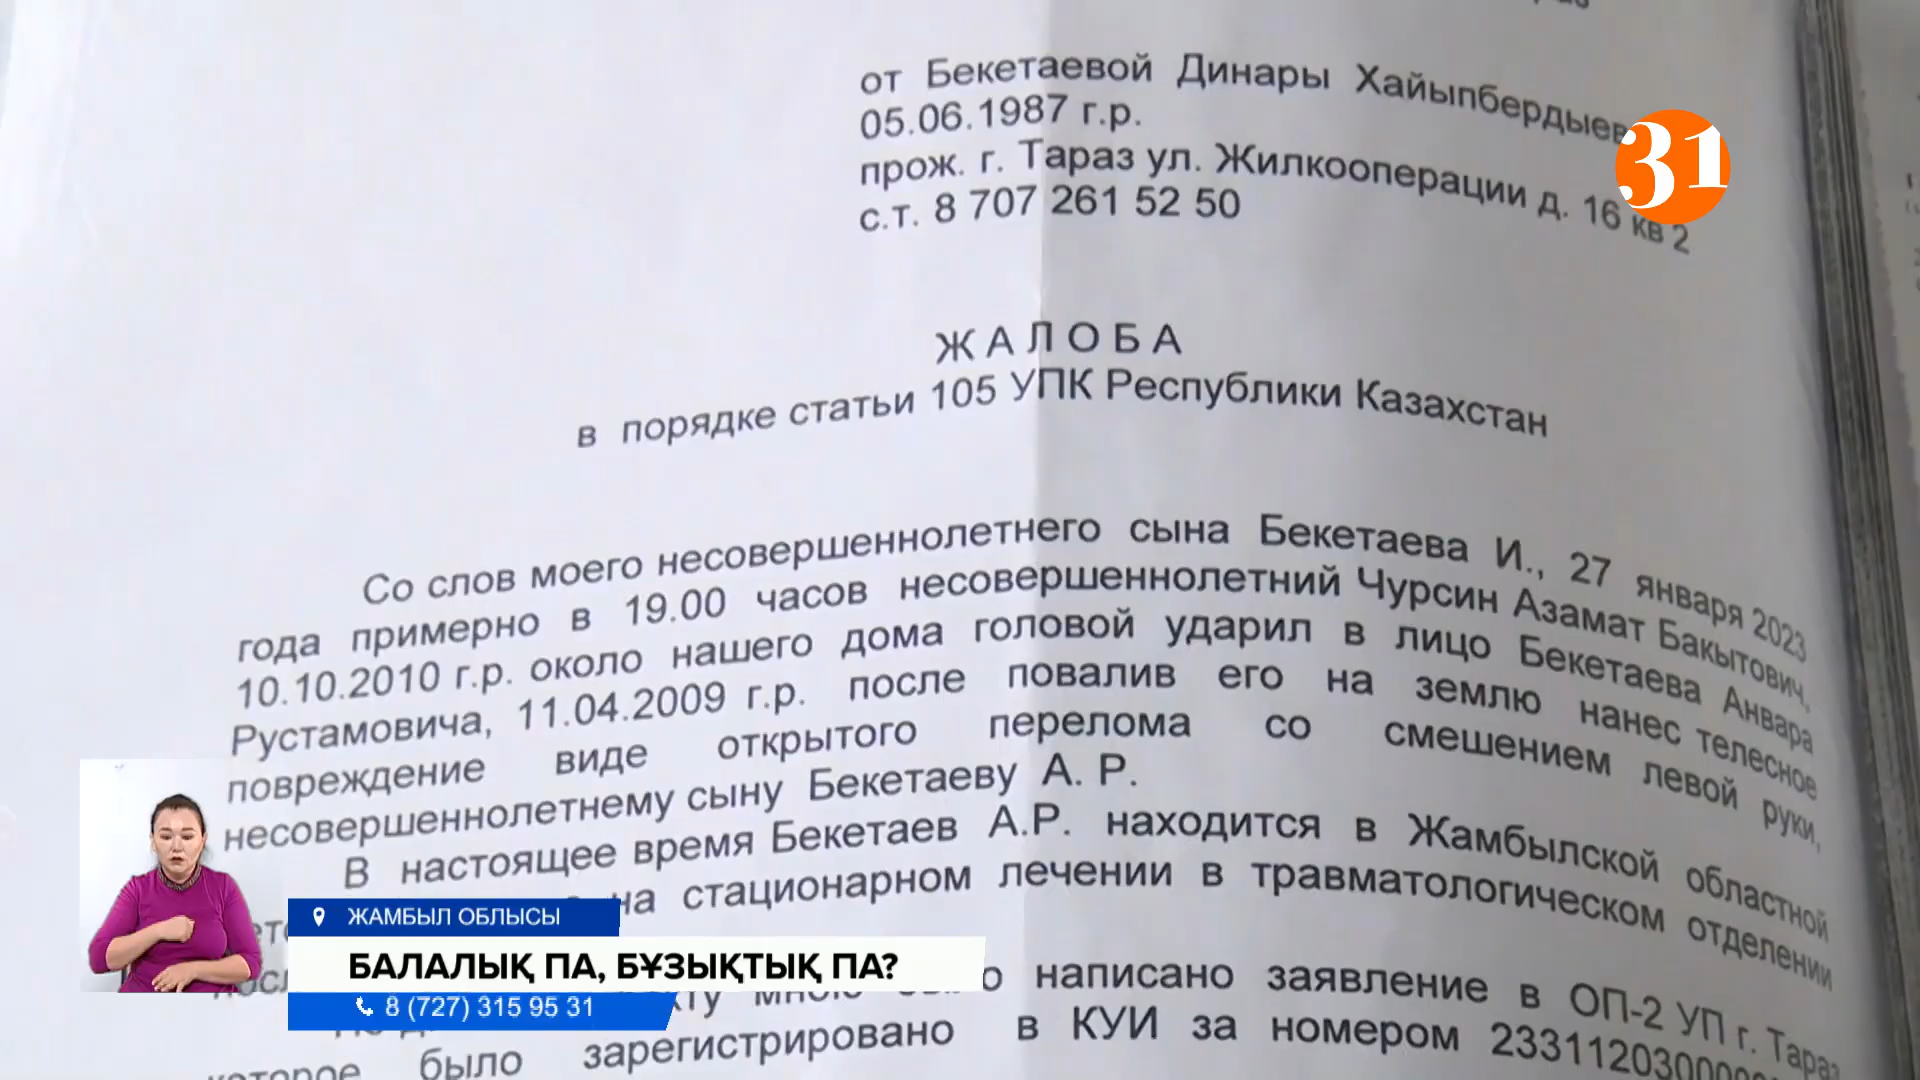 от Бекетаевой Динары Хайыпбердыев
05.06.1987 г.р.
прож. г. Тараз ул. Жилкооперации д. 16 кв 2
с.т. 8 707 261 52 50
31
Ж А Л О Б А
в порядке статьи 105 УПК Республики Казахстан
Со слов моего несовершеннолетнего сына Бекетаева И., 27 января 2023
года примерно в 19.00 часов несовершеннолетний Чурсин Азамат Бакытович,
10.10.2010 г.р. около нашего дома головой ударил в лицо Бекетаева Анвара
Рустамовича, 11.04.2009 г.р. после повалив его на землю нанес телесное
повреждение виде открытого перелома со смешением левой руки,
несовершеннолетнему сыну Бекетаеву А. Р.
В настоящее время Бекетаев А.Р. находится в Жамбылской областной
на стационарном лечении в травматологическом отделении
написано заявление в ОП-2 УП г. Тараз
которое было зарегистрировано в КУИ за номером 2331120300
ЖАМБЫЛ ОБЛЫСЫ
БАЛАЛЫҚ ПА, БҰЗЫҚТЫҚ ПА?
8 (727) 315 95 31